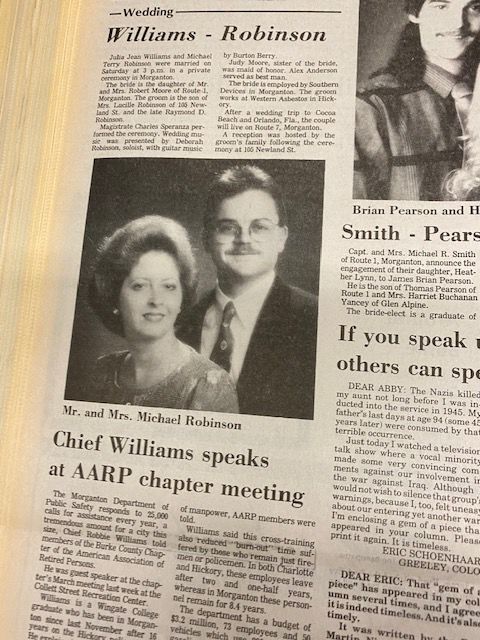 —Wedding
Williams - Robinson
Julia Jean Williams and Michael
Terry Robinson were married on
Saturday at 3 p.m. in a private
ceremony in Morganton.
The bride is the daughter of Mr.
and Mrs. Robert Moore of Route-1,
Morganton. The groom is the son of
Mrs. Lucille Robinson of 105 New-
land St. and the late Raymond D.
Robinson.
Magistrate Charles Speranza per-
formed the ceremony. Wedding mu-
sic was presented by Deborah
Robinson, soloist, with guitar music
by Burton Berry.
Judy Moore, sister of the bride,
was maid of honor. Alex Anderson
served as best man.
The bride is employed by Southern
Devices in Morganton. The groom
works at Western Asbestos in Hick-
ory.
After a wedding trip to Cocoa
Beach and Orlando, Fla., the couple
will live on Route 7, Morganton.
A reception was hosted by the
groom's family following the cere-
mony at 105 Newland St.
Mr. and Mrs. Michael Robinson
Chief Williams speaks
at AARP chapter meeting
The Morganton Department of
Public Safety responds to 25,000
calls for assistance every year, a
tremendous amount for a city this
size, Chief Robbie Williams told
members of the Burke County Chap-
ter of the American Association of
Retired Persons.
He was guest speaker at the chap-
ter's March meeting last week at the
Collett Street Recreation Center.
Williams is a Wingate College
graduate who has been in Morgan-
ton since last November after 16
years on the Hickory
of manpower, AARP members were
told.
Williams said this cross-training
also reduced "burn-out" time suf-
fered by those who remain just fire-
men or policemen. In both Charlotte
and Hickory, these employees leave
after two and one-half years,
whereas in Morganton these person-
nel remain for 8.4 years.
The department has a budget of
$3.2 million, 73 employees and 56
vehicles which
Brian Pearson and H
Smith - Pears
Capt. and Mrs. Michael R. Smith
of Route 1, Morganton, announce the
engagement of their daughter, Heat-
her Lynn, to James Brian Pearson.
He is the son of Thomas Pearson of
Route 1 and Mrs. Harriet Buchanan
Yancey of Glen Alpine.
The bride-elect is a graduate of
If you speak u
others can spe
DEAR ABBY: The Nazis killed
my aunt not long before I was in-
ducted into the service in 1945. My
father's last days at age 94 (some 45
years later) were consumed by that
terrible occurrence.
Just today I watched a television
talk show where a vocal minority
made some very convincing com-
ments against our involvement in
the war against Iraq. Although I
would not wish to silence that group's
warnings, because I, too, felt uneasy
about our entering yet another war
I'm enclosing a gem of a piece that
appeared in your column. Please
print it again. It is timeless.
ERIC SCHOENHAAR
GREELEY, COLO
DEAR ERIC: That "gem of a
piece" has appeared in my col
umn several times, and I agree
it is indeed timeless. And it's also
timely.
It was written by the